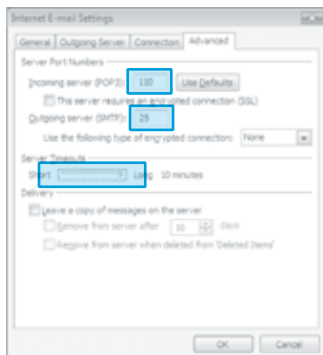 Internet E-mail Settings
General Outgoing Server Connection Advanced
Server Port Numbers
Incoming server (POP3): 110 Use Defaults
This server requires an encrypted connection (SSL)
Outgoing server (SMTP): 25
Use the following type of encrypted connection: None
Server Timeouts
Short Long 10 minutes
Delivery
Leave a copy of messages on the server
Remove from server after 10 days
Remove from server when deleted from 'Deleted Items'
OK Cancel